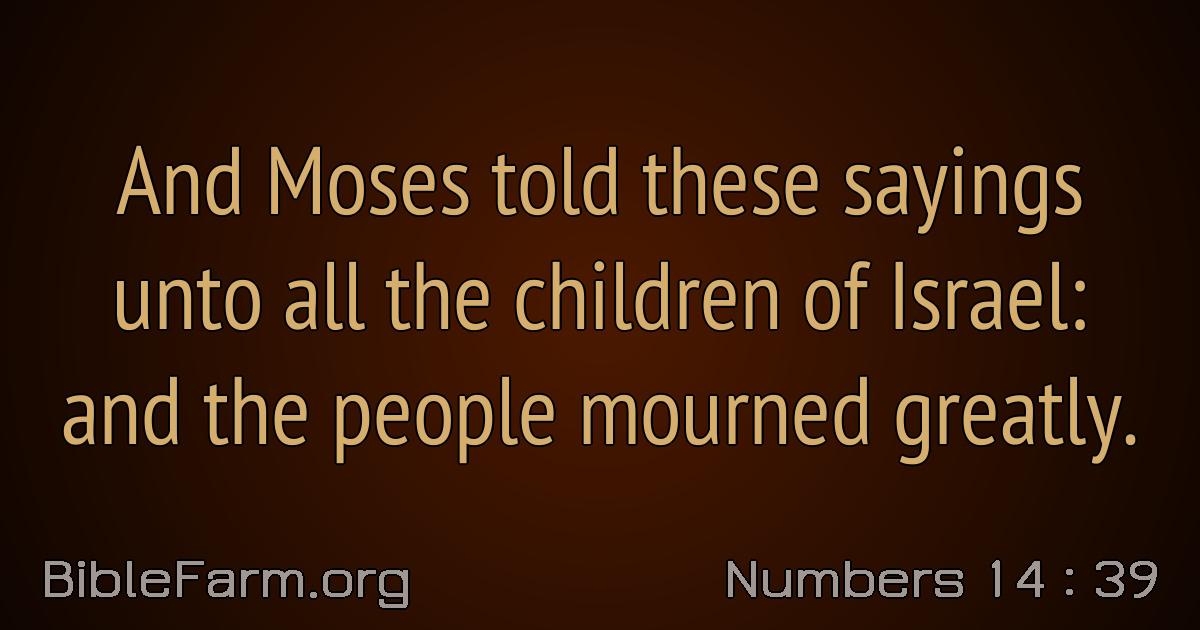 And Moses told these sayings
unto all the children of Israel:
and the people mourned greatly.
BibleFarm.org
Numbers 14 : 39